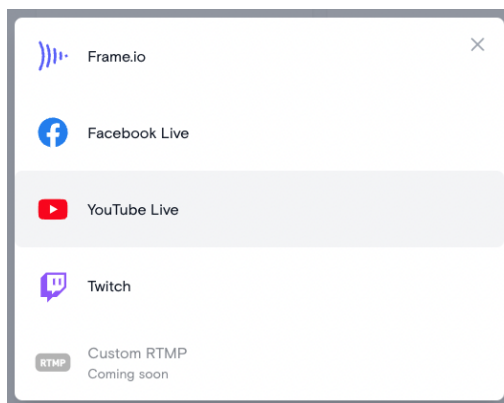 Frame.io
Facebook Live
YouTube Live
Twitch
RTMP
Custom RTMP
Coming soon